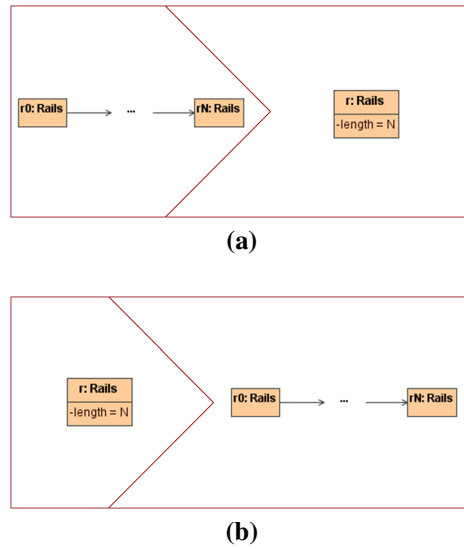 r0: Rails ... rN: Rails
r: Rails
-length = N
(a)
r: Rails
-length = N
r0: Rails ... rN: Rails
(b)